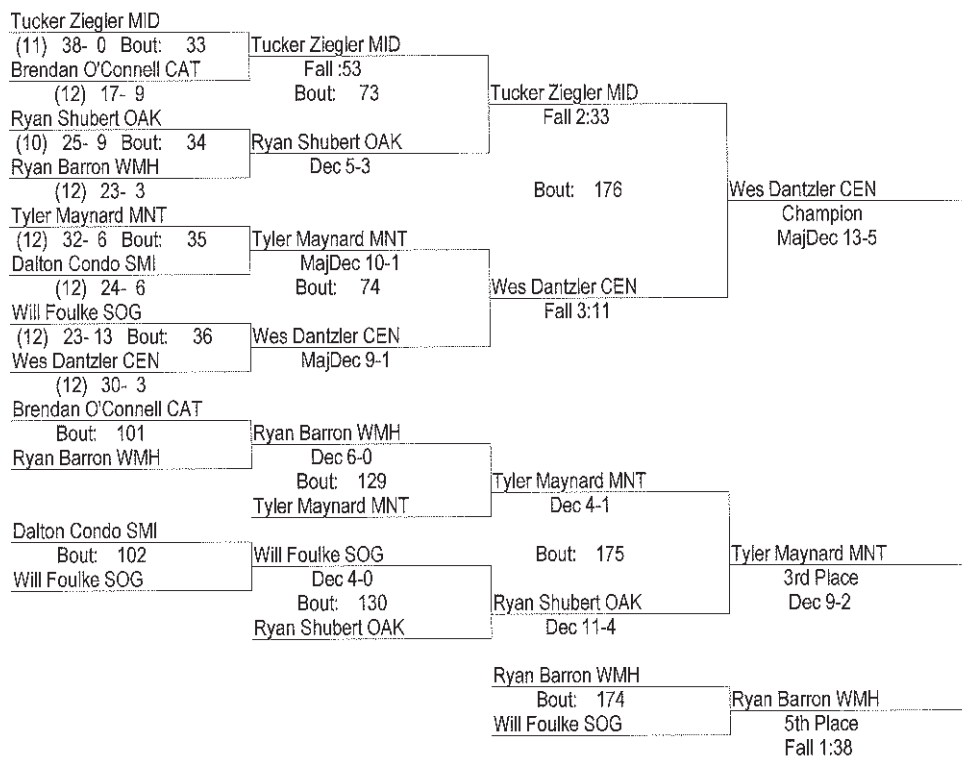 Tucker Ziegler MID
(11) 38- 0 Bout: 33
Brendan O'Connell CAT
(12) 17- 9
Ryan Shubert OAK
(10) 25- 9 Bout: 34
Ryan Barron WMH
(12) 23- 3
Tyler Maynard MNT
(12) 32- 6 Bout: 35
Dalton Condo SMI
(12) 24- 6
Will Foulke SOG
(12) 23- 13 Bout: 36
Wes Dantzler CEN
(12) 30- 3
Tucker Ziegler MID
Fall :53
Bout: 73
Ryan Shubert OAK
Dec 5-3
Tyler Maynard MNT
MajDec 10-1
Bout: 74
Wes Dantzler CEN
MajDec 9-1
Tucker Ziegler MID
Fall 2:33
Bout: 176
Wes Dantzler CEN
Fall 3:11
Wes Dantzler CEN
Champion
MajDec 13-5
Brendan O'Connell CAT
Bout: 101
Ryan Barron WMH
Dalton Condo SMI
Bout: 102
Will Foulke SOG
Ryan Barron WMH
Dec 6-0
Bout: 129
Tyler Maynard MNT
Will Foulke SOG
Dec 4-0
Bout: 130
Ryan Shubert OAK
Tyler Maynard MNT
Dec 4-1
Bout: 175
Ryan Shubert OAK
Dec 11-4
Tyler Maynard MNT
3rd Place
Dec 9-2
Ryan Barron WMH
Bout: 174
Will Foulke SOG
Ryan Barron WMH
5th Place
Fall 1:38